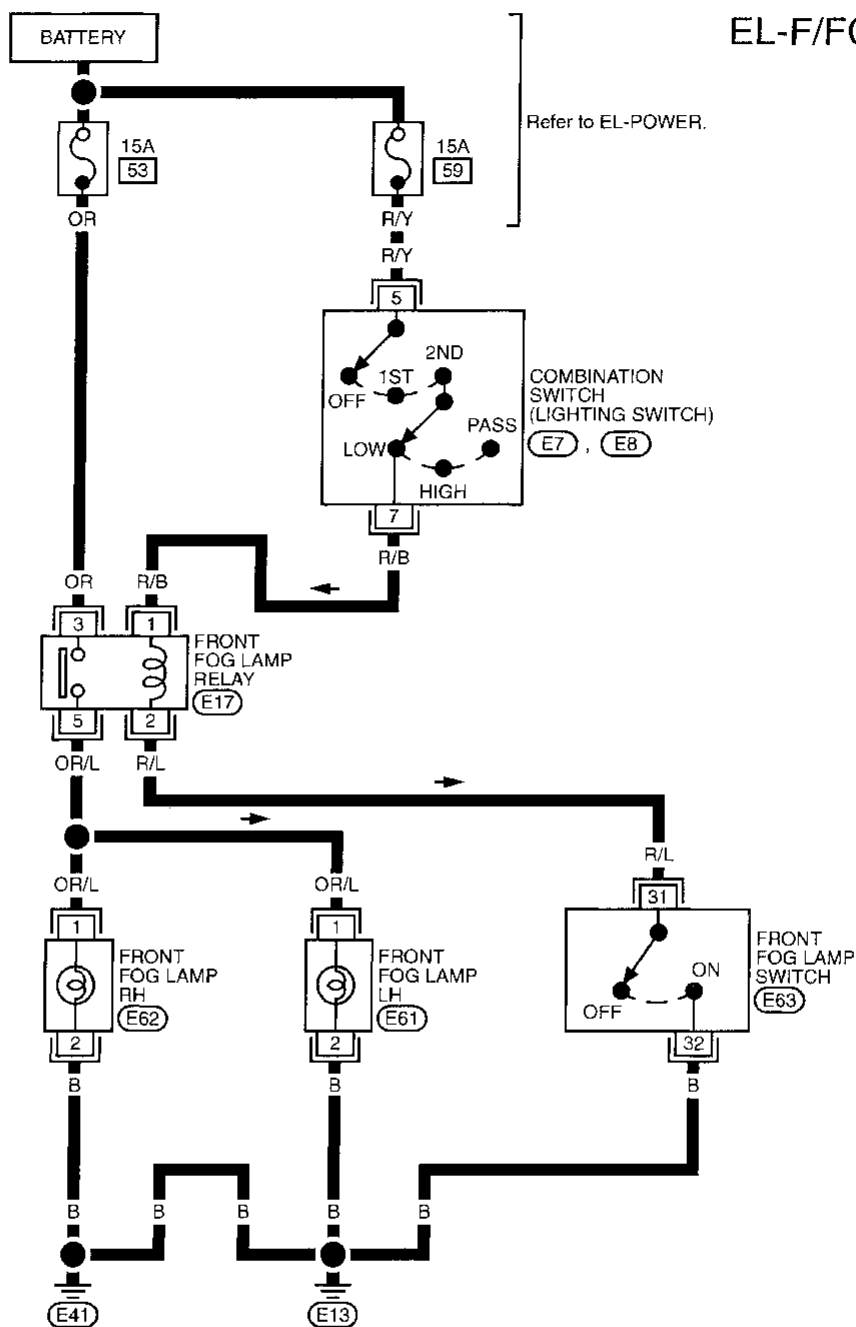 EL-F/FO
BATTERY
Refer to EL-POWER.
15A
53
15A
59
OR
R/Y
R/Y
5
2ND
1ST
OFF
COMBINATION
SWITCH
(LIGHTING SWITCH)
E7 , E8
PASS
LOW
HIGH
7
R/B
OR
R/B
3
1
FRONT
FOG LAMP
RELAY
E17
5
2
OR/L
R/L
R/L
OR/L
OR/L
31
1
1
FRONT
FOG LAMP
RH
E62
FRONT
FOG LAMP
LH
E61
ON
OFF
FRONT
FOG LAMP
SWITCH
E63
2
2
32
B
B
B
B
B
B
B
B
E41
E13